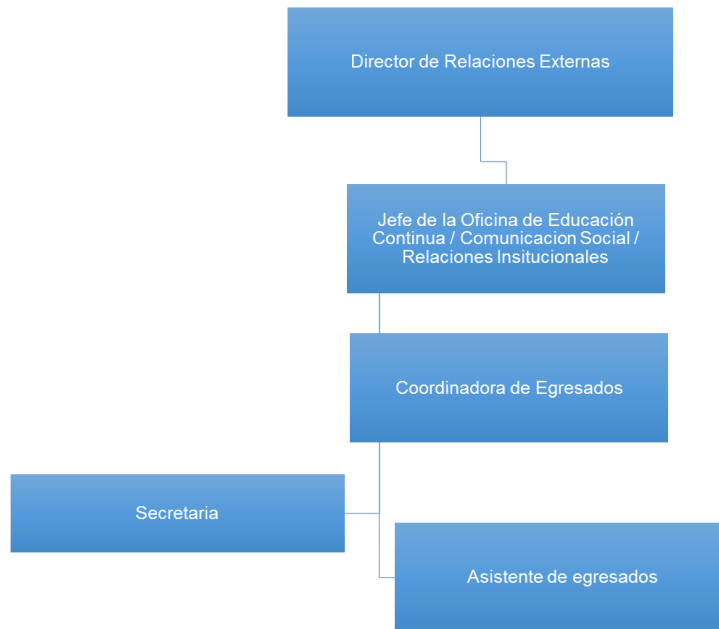 Director de Relaciones Externas
Jefe de la Oficina de Educación
Continua / Comunicacion Social /
Relaciones Insitucionales
Coordinadora de Egresados
Secretaria
Asistente de egresados